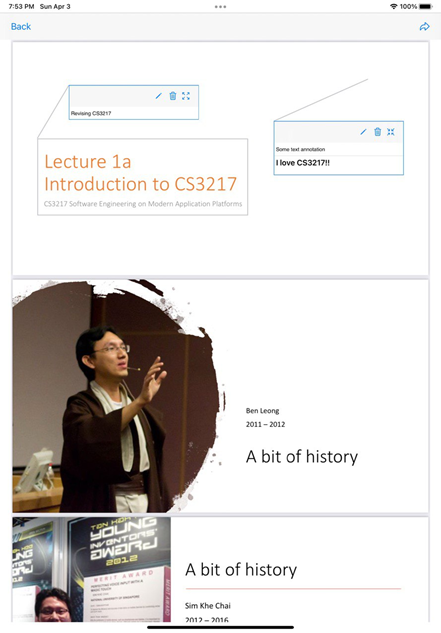 7:53 PM Sun Apr 3
100%
Back
Revising CS3217
Some text annotation
I love CS3217!!
Lecture 1a
Introduction to CS3217
CS3217 Software Engineering on Modern Application Platforms
Ben Leong
2011 – 2012
A bit of history
TAN KAH
YOUNG
INVENTORS'
AWARD
2012
MERIT AWARD
A bit of history
Sim Khe Chai
2012 – 2016